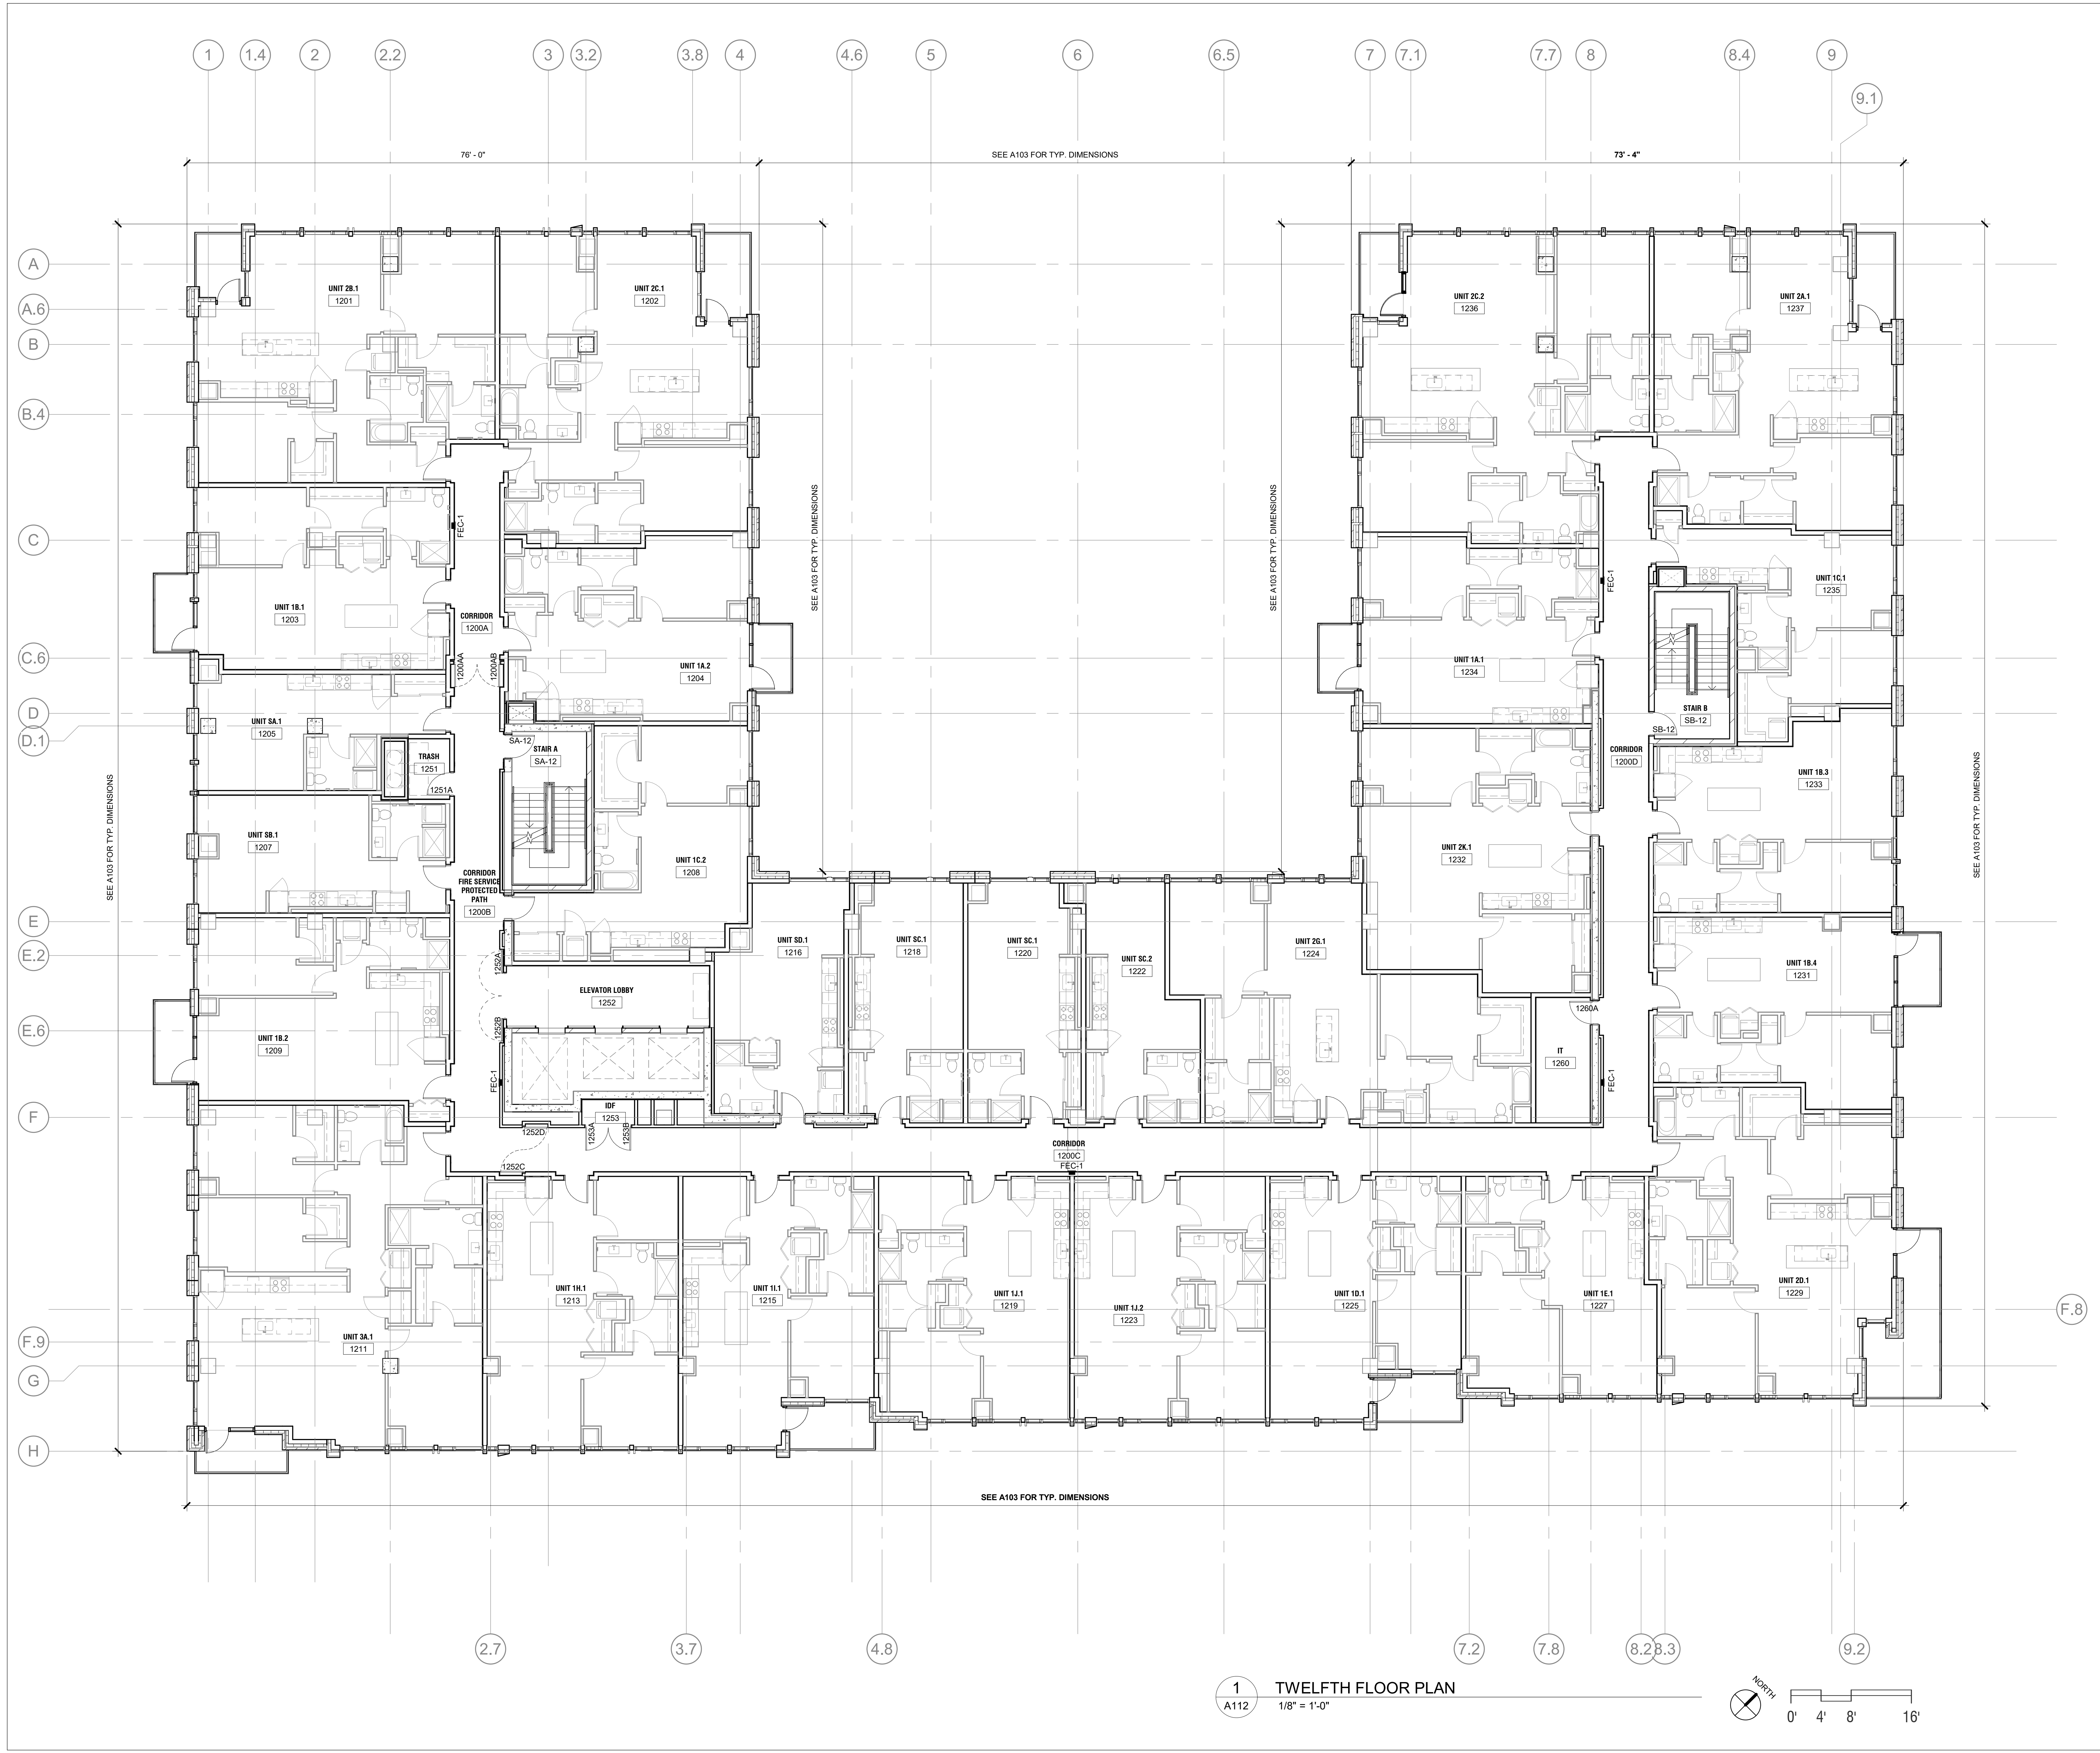 1
1.4
2
2.2
3
3.2
3.8
4
4.6
5
6
6.5
7
7.1
7.7
8
8.4
9
9.1
76' - 0"
SEE A103 FOR TYP. DIMENSIONS
73' - 4"
A
A.6
B
B.4
C
C.6
D
D.1
E
E.2
E.6
F
F.9
G
H
F.8
SEE A103 FOR TYP. DIMENSIONS
SEE A103 FOR TYP. DIMENSIONS
SEE A103 FOR TYP. DIMENSIONS
SEE A103 FOR TYP. DIMENSIONS
UNIT 2B.1
1201
UNIT 2C.1
1202
UNIT 2C.2
1236
UNIT 2A.1
1237
FEC-1
UNIT 1B.1
1203
CORRIDOR
1200A
1200AA
1200AB
UNIT 1A.2
1204
FEC-1
UNIT 1C.1
1235
UNIT 1A.1
1234
STAIR B
SB-12
SB-12
UNIT SA.1
1205
TRASH
1251
1251A
SA-12
STAIR A
SA-12
CORRIDOR
1200D
UNIT 1B.3
1233
UNIT SB.1
1207
UNIT 1C.2
1208
UNIT 2K.1
1232
CORRIDOR
FIRE SERVICE
PROTECTED
PATH
1200B
UNIT SD.1
1216
UNIT SC.1
1218
UNIT SC.1
1220
UNIT SC.2
1222
UNIT 2G.1
1224
UNIT 1B.4
1231
1252A
ELEVATOR LOBBY
1252
1252B
1260A
UNIT 1B.2
1209
IT
1260
FEC-1
FEC-1
IDF
1253
1252D
1253A
1253B
1252C
CORRIDOR
1200C
FEC-1
UNIT 1H.1
1213
UNIT 1I.1
1215
UNIT 1J.1
1219
UNIT 1J.2
1223
UNIT 1D.1
1225
UNIT 1E.1
1227
UNIT 2D.1
1229
UNIT 3A.1
1211
SEE A103 FOR TYP. DIMENSIONS
2.7
3.7
4.8
7.2
7.8
8.2
8.3
9.2
1
A112
TWELFTH FLOOR PLAN
1/8" = 1'-0"
NORTH
0' 4' 8' 16'